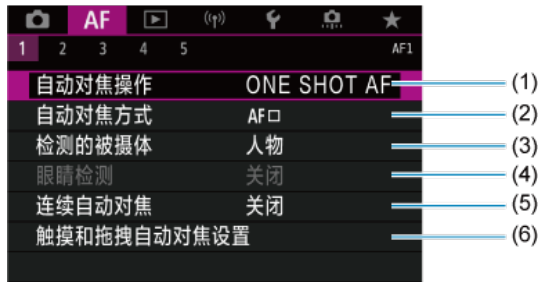 AF
1 2 3 4 5 AF1
自动对焦操作 ONE SHOT AF (1)
自动对焦方式 AF□ (2)
检测的被摄体 人物 (3)
眼睛检测 关闭 (4)
连续自动对焦 关闭 (5)
触摸和拖拽自动对焦设置 (6)